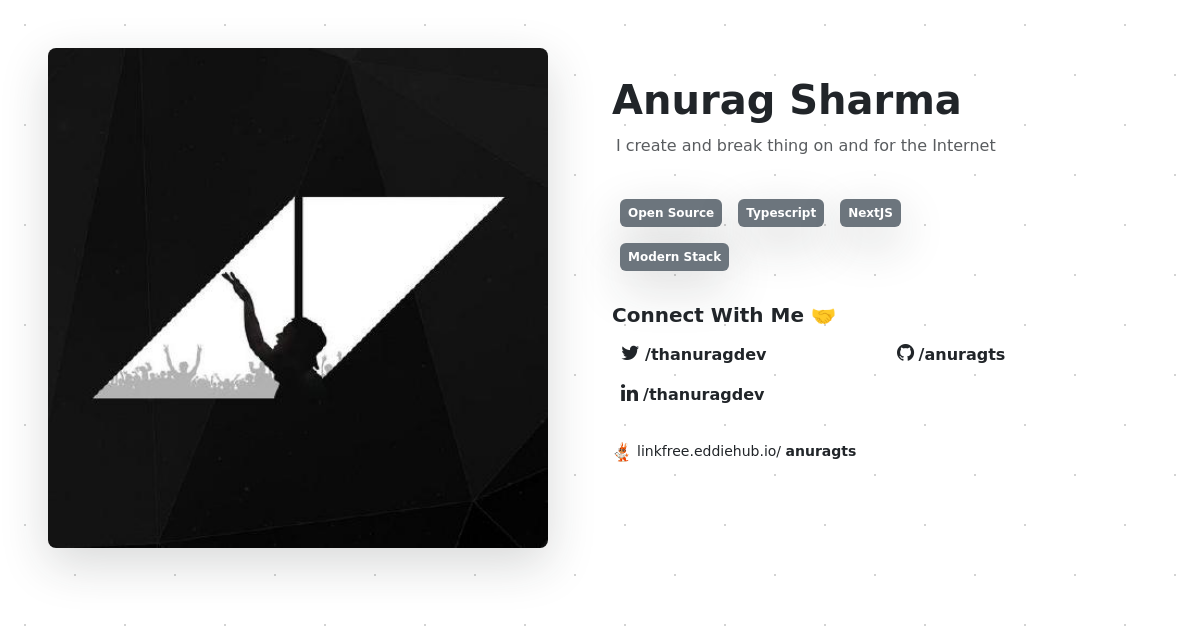 Anurag Sharma
I create and break thing on and for the Internet
Open Source Typescript NextJS
Modern Stack
Connect With Me 🤝
/thanuragdev /anuragts
/thanuragdev
linkfree.eddiehub.io/ anuragts